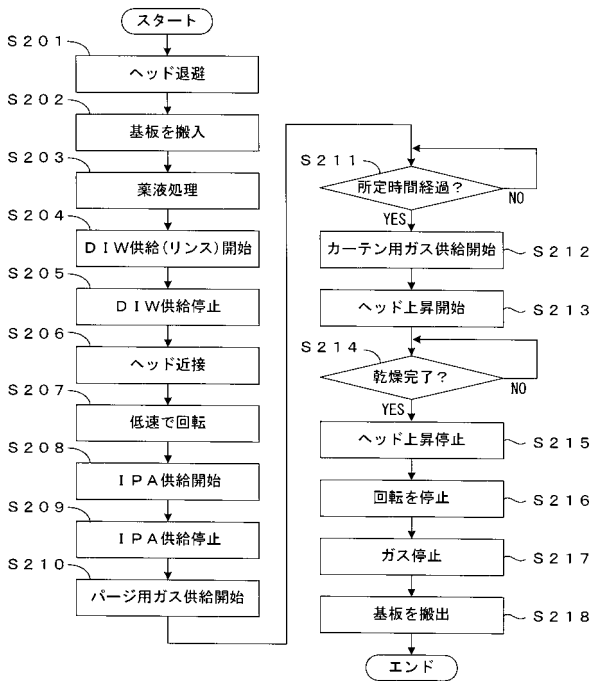 スタート
S201
ヘッド退避
S202
基板を搬入
S203
薬液処理
S204
DIW供給(リンス)開始
S205
DIW供給停止
S206
ヘッド近接
S207
低速で回転
S208
IPA供給開始
S209
IPA供給停止
S210
パージ用ガス供給開始
S211
所定時間経過?
NO
YES
カーテン用ガス供給開始
S212
ヘッド上昇開始
S213
S214
乾燥完了?
NO
YES
ヘッド上昇停止
S215
回転を停止
S216
ガス停止
S217
基板を搬出
S218
エンド